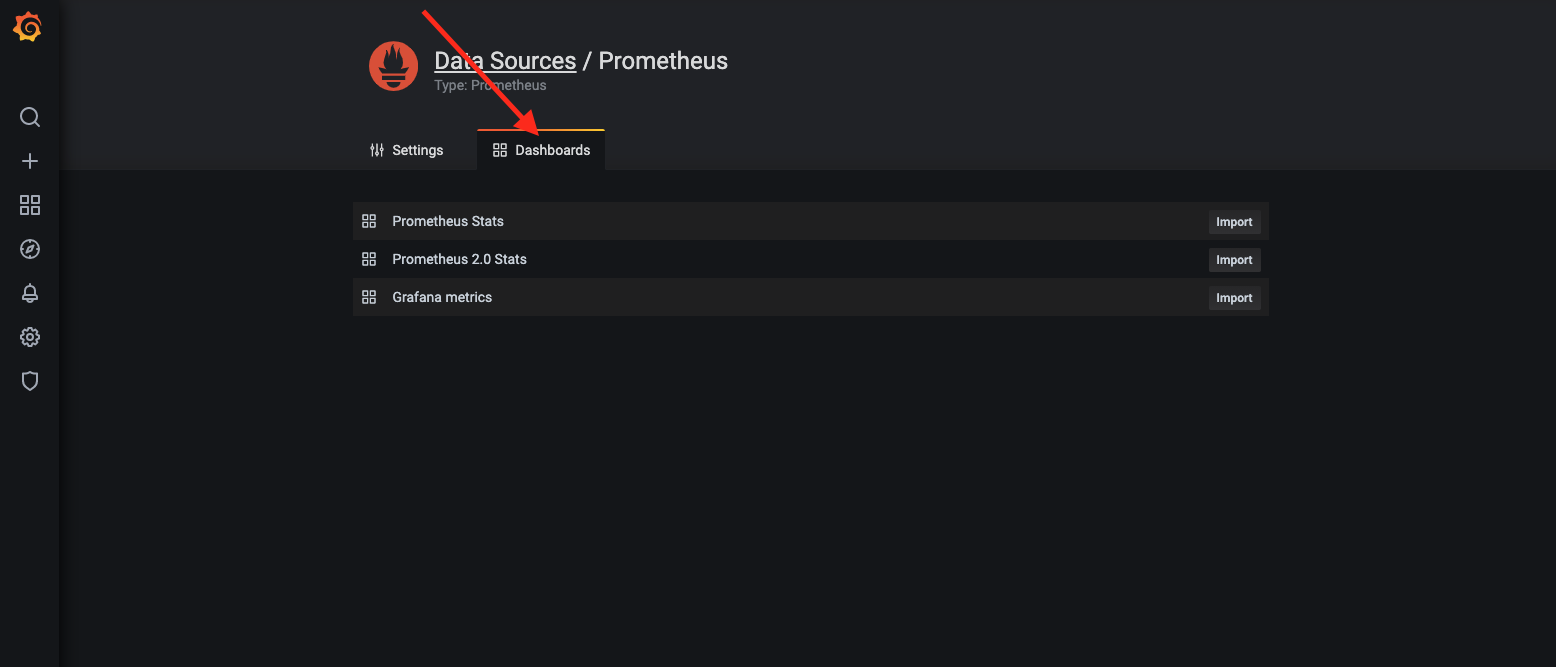 Data Sources / Prometheus
Type: Prometheus
Settings
Dashboards
Prometheus Stats
Import
Prometheus 2.0 Stats
Import
Grafana metrics
Import